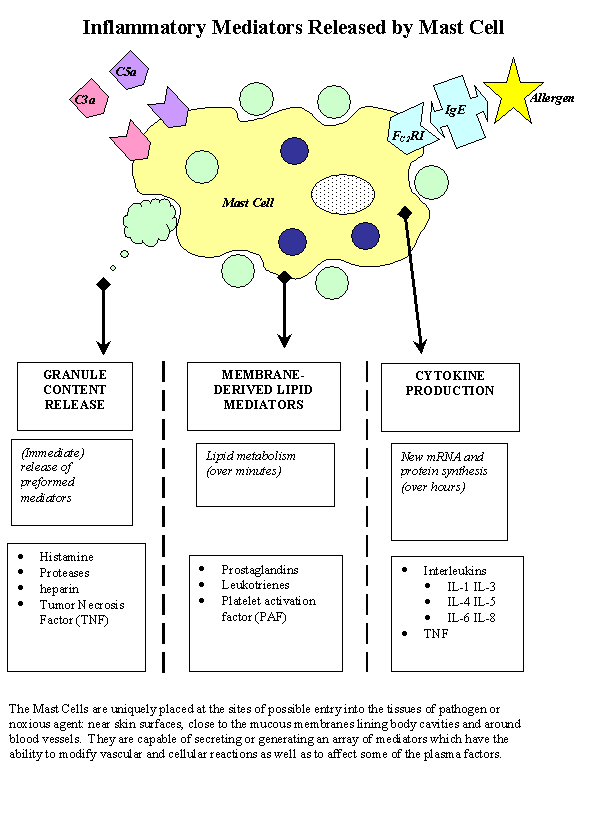 Inflammatory Mediators Released by Mast Cell
C5a
C3a
IgE
Allergen
FC2RI
Mast Cell
GRANULE
CONTENT
RELEASE
(Immediate)
release of
preformed
mediators
• Histamine
• Proteases
• heparin
• Tumor Necrosis
Factor (TNF)
MEMBRANE-
DERIVED LIPID
MEDIATORS
Lipid metabolism
(over minutes)
• Prostaglandins
• Leukotrienes
• Platelet activation
factor (PAF)
CYTOKINE
PRODUCTION
New mRNA and
protein synthesis
(over hours)
• Interleukins
• IL-1 IL-3
• IL-4 IL-5
• IL-6 IL-8
• TNF
The Mast Cells are uniquely placed at the sites of possible entry into the tissues of pathogen or
noxious agent: near skin surfaces, close to the mucous membranes lining body cavities and around
blood vessels. They are capable of secreting or generating an array of mediators which have the
ability to modify vascular and cellular reactions as well as to affect some of the plasma factors.